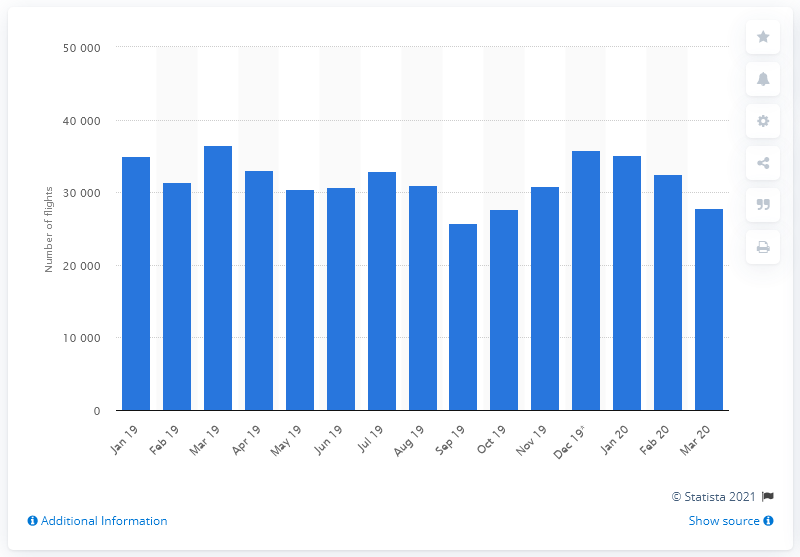 50 000
40 000
30 000
20 000
10 000
0
Number of flights
Jan 19
Feb 19
Mar 19
Apr 19
May 19
Jun 19
Jul 19
Aug 19
Sep 19
Oct 19
Nov 19
Dec 19*
Jan 20
Feb 20
Mar 20
© Statista 2021
Additional Information
Show source